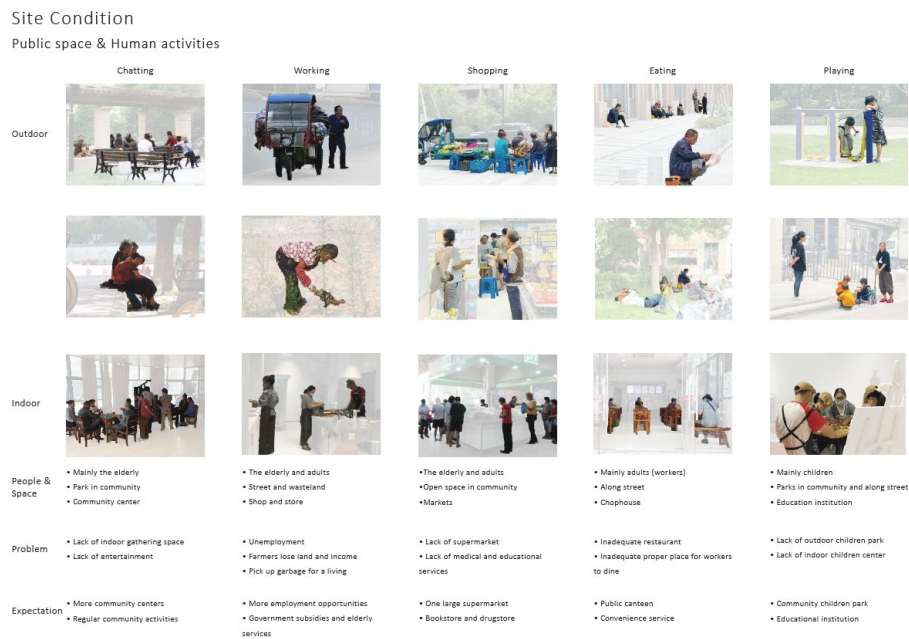 Site Condition
Public space & Human activities
Chatting
Working
Shopping
Eating
Playing
Outdoor
Indoor
People &
Space
• Mainly the elderly
• Park in community
• Community center
• The elderly and adults
• Street and wasteland
• Shop and store
•The elderly and adults
•Open space in community
•Markets
• Mainly adults (workers)
• Along street
• Chophouse
• Mainly children
• Parks in community and along street
• Education institution
Problem
• Lack of indoor gathering space
• Lack of entertainment
• Unemployment
• Farmers lose land and income
• Pick up garbage for a living
• Lack of supermarket
• Lack of medical and educational
services
• Inadequate restaurant
• Inadequate proper place for workers
to dine
• Lack of outdoor children park
• Lack of indoor children center
Expectation
• More community centers
• Regular community activities
• More employment opportunities
• Government subsidies and elderly
services
• One large supermarket
• Bookstore and drugstore
• Public canteen
• Convenience service
• Community children park
• Educational institution